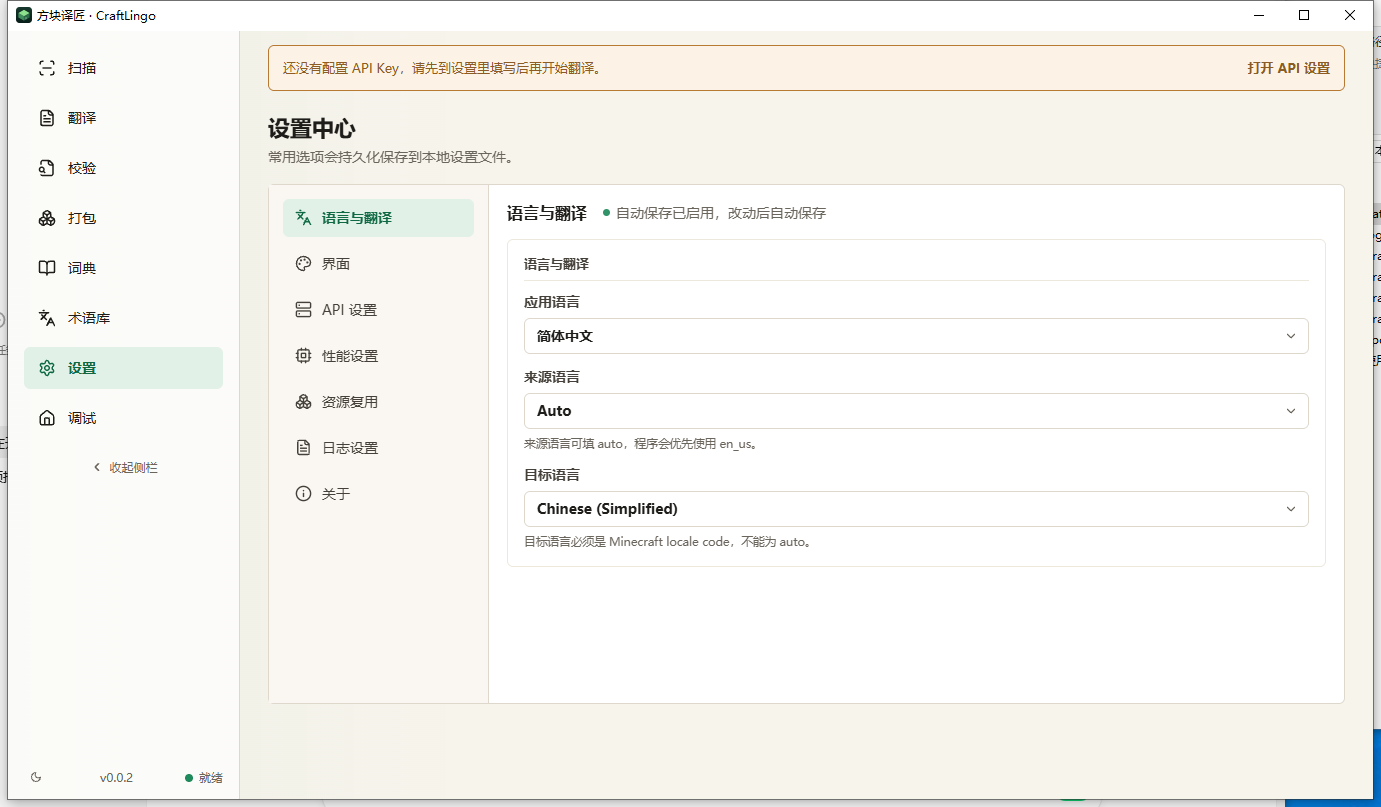 方块译匠 · CraftLingo
扫描
翻译
校验
打包
词典
术语库
设置
调试
收起侧栏
v0.0.2
就绪
还没有配置 API Key，请先到设置里填写后再开始翻译。
打开 API 设置
设置中心
常用选项会持久化保存到本地设置文件。
语言与翻译
界面
API 设置
性能设置
资源复用
日志设置
关于
语言与翻译
自动保存已启用，改动后自动保存
语言与翻译
应用语言
简体中文
来源语言
Auto
来源语言可填 auto，程序会优先使用 en_us。
目标语言
Chinese (Simplified)
目标语言必须是 Minecraft locale code，不能为 auto。